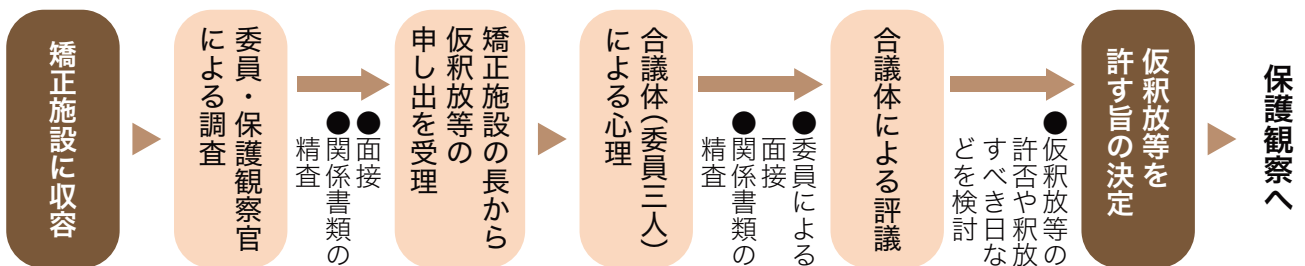 矯正施設に収容
委員・保護観察官
による調査
●面接
●関係書類の
精査
矯正施設の長から
仮釈放等の
申し出を受理
合議体(委員三人)
による心理
●委員による
面接
●関係書類の
精査
合議体による評議
●仮釈放等の
許否や釈放
すべき日な
どを検討
仮釈放等を
許す旨の決定
保護観察へ